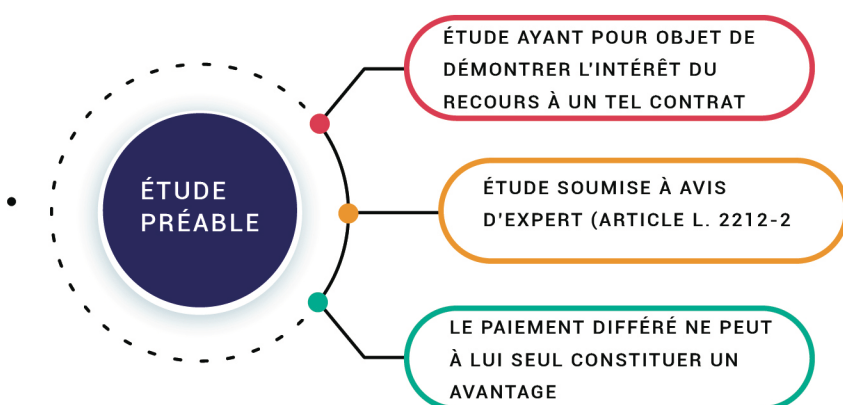 ÉTUDE
PRÉABLE
ÉTUDE AYANT POUR OBJET DE
DÉMONTRER L'INTÉRÊT DU
RECOURS À UN TEL CONTRAT
ÉTUDE SOUMISE À AVIS
D'EXPERT (ARTICLE L. 2212-2
LE PAIEMENT DIFFÉRÉ NE PEUT
À LUI SEUL CONSTITUER UN
AVANTAGE